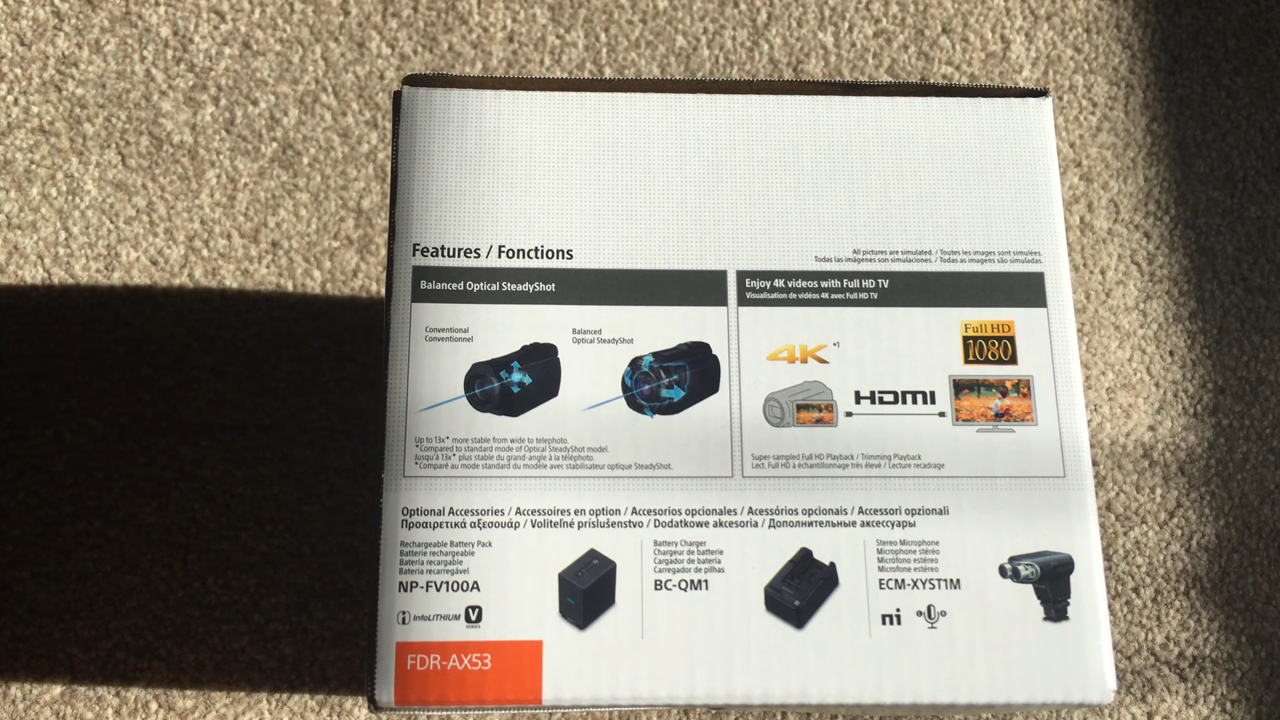 Features / Fonctions
All pictures are simulated. / Toutes les images sont simulées.
Todas las imágenes son simulaciones. / Todas as imagens são simuladas.
Balanced Optical SteadyShot
Conventional
Conventionnel
Balanced
Optical SteadyShot
Up to 13x* more stable from wide to telephoto.
*Compared to standard mode of Optical SteadyShot model.
Jusqu'à 13x* plus stable du grand-angle à la téléphoto.
*Comparé au mode standard du modèle avec stabilisateur optique SteadyShot.
Enjoy 4K videos with Full HD TV
Visualisation de vidéos 4K avec Full HD TV
4K *1
Full HD
1080
HDMI
Super-sampled Full HD Playback / Trimming Playback
Lect. Full HD à échantillonnage très élevé / Lecture recadrage
Optional Accessories / Accessoires en option / Accesorios opcionales / Acessórios opcionais / Accessori opzionali
Προαιρετικά αξεσουάρ / Voliteľné príslušenstvo / Dodatkowe akcesoria / Дополнительные аксессуары
Rechargeable Battery Pack
Batterie rechargeable
Batería recargable
Bateria recarregável
NP-FV100A
InfoLITHIUM V
SERIES
Battery Charger
Chargeur de batterie
Cargador de batería
Carregador de pilhas
BC-QM1
Stereo Microphone
Microphone stéréo
Micrófono estéreo
Microfone estéreo
ECM-XYST1M
FDR-AX53